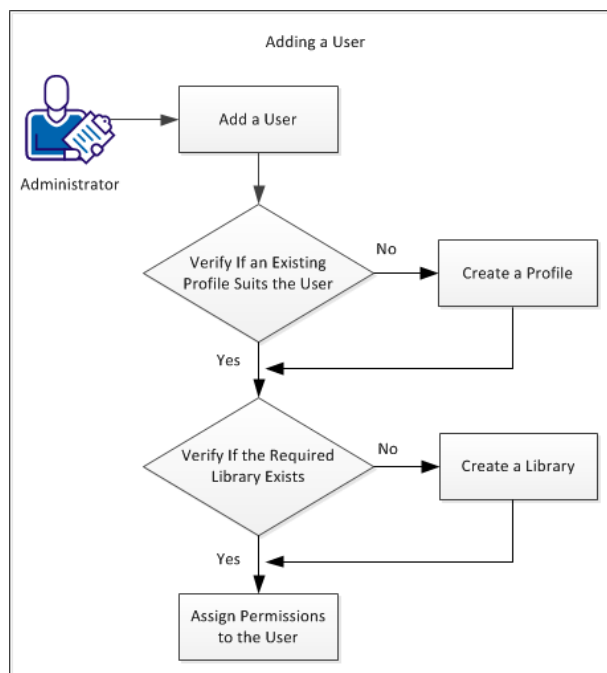 Adding a User
Add a User
Administrator
Verify If an Existing
Profile Suits the User
No
Create a Profile
Yes
Verify If the Required
Library Exists
No
Create a Library
Yes
Assign Permissions
to the User